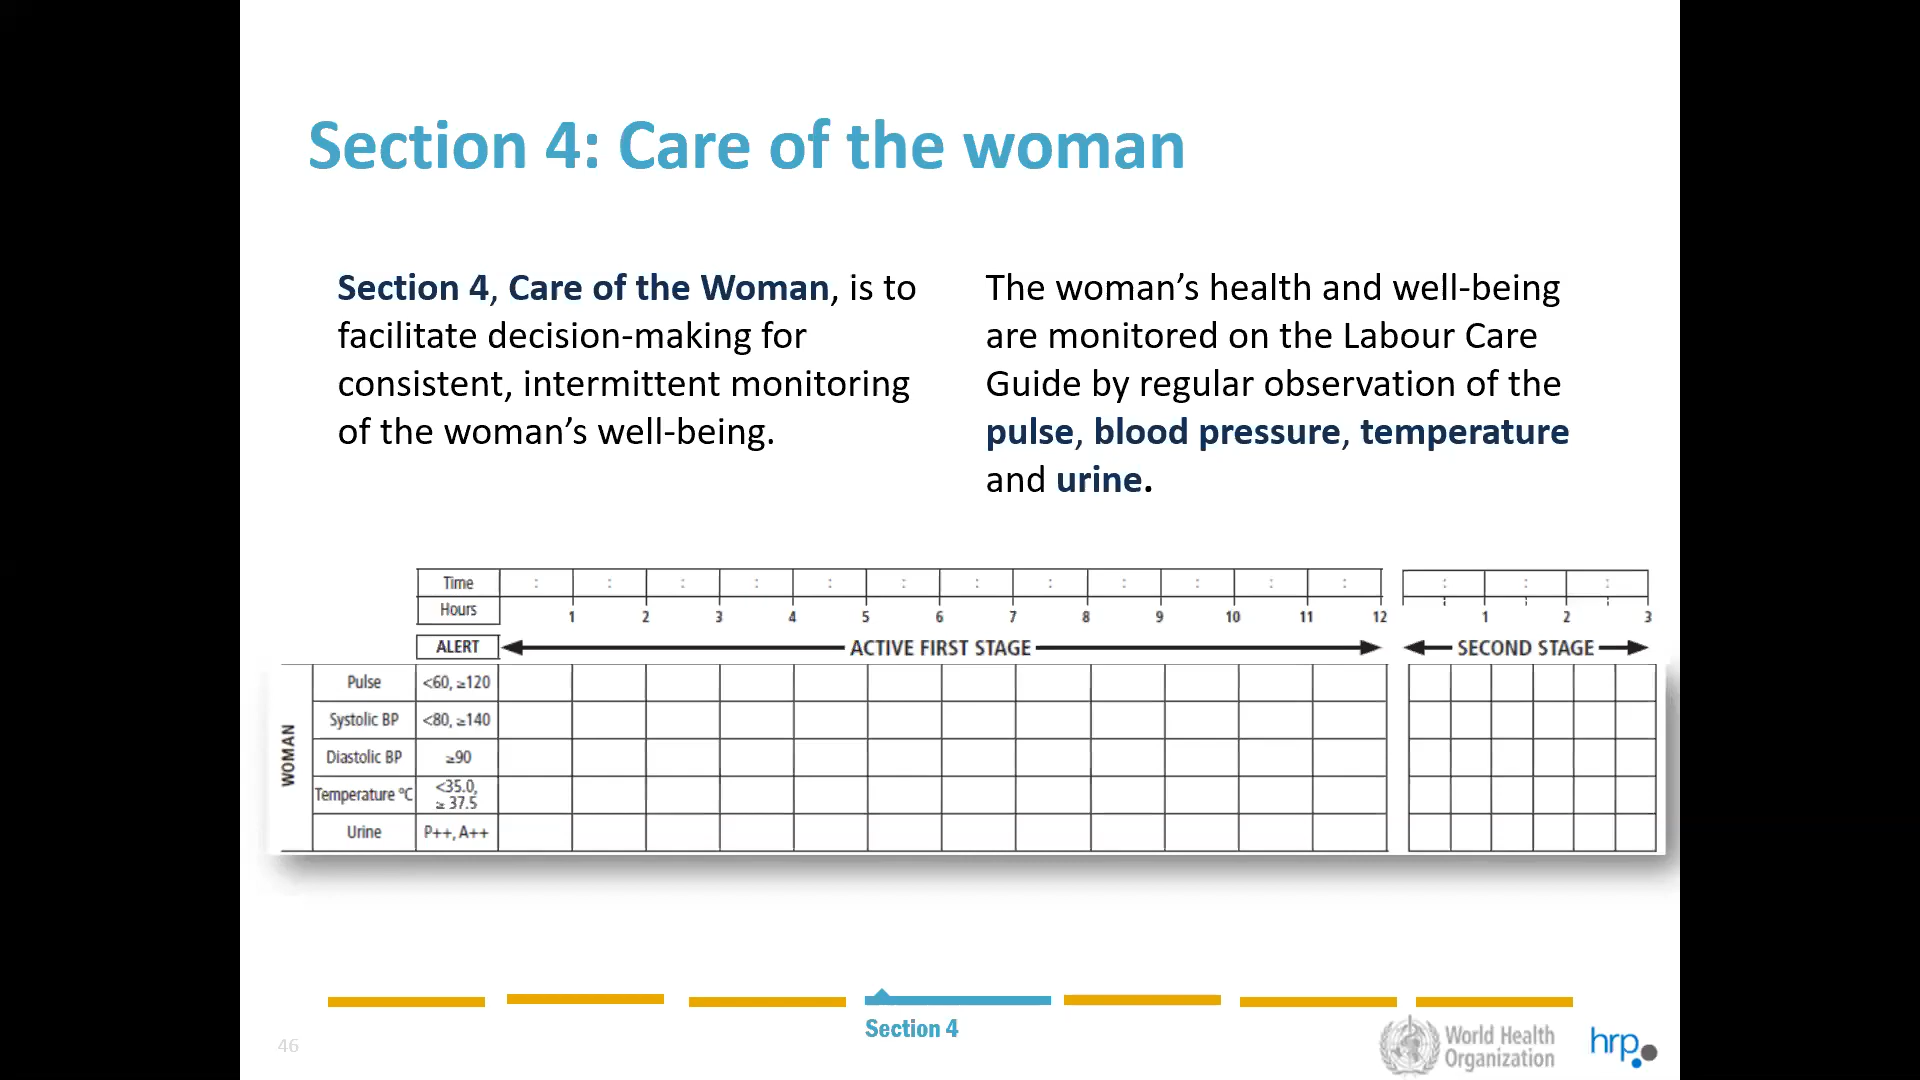 Section 4: Care of the woman
Section 4, Care of the Woman, is to
facilitate decision-making for
consistent, intermittent monitoring
of the woman’s well-being.
The woman’s health and well-being
are monitored on the Labour Care
Guide by regular observation of the
pulse, blood pressure, temperature
and urine.
Time : : : : : : : : : : : : : : :
Hours 1 2 3 4 5 6 7 8 9 10 11 12 1 2 3
ALERT ACTIVE FIRST STAGE SECOND STAGE
WOMAN
Pulse <60, ≥120
Systolic BP <80, ≥140
Diastolic BP ≥90
Temperature ºC <35.0,
≥ 37.5
Urine P++, A++
Section 4
46
World Health
Organization
hrp